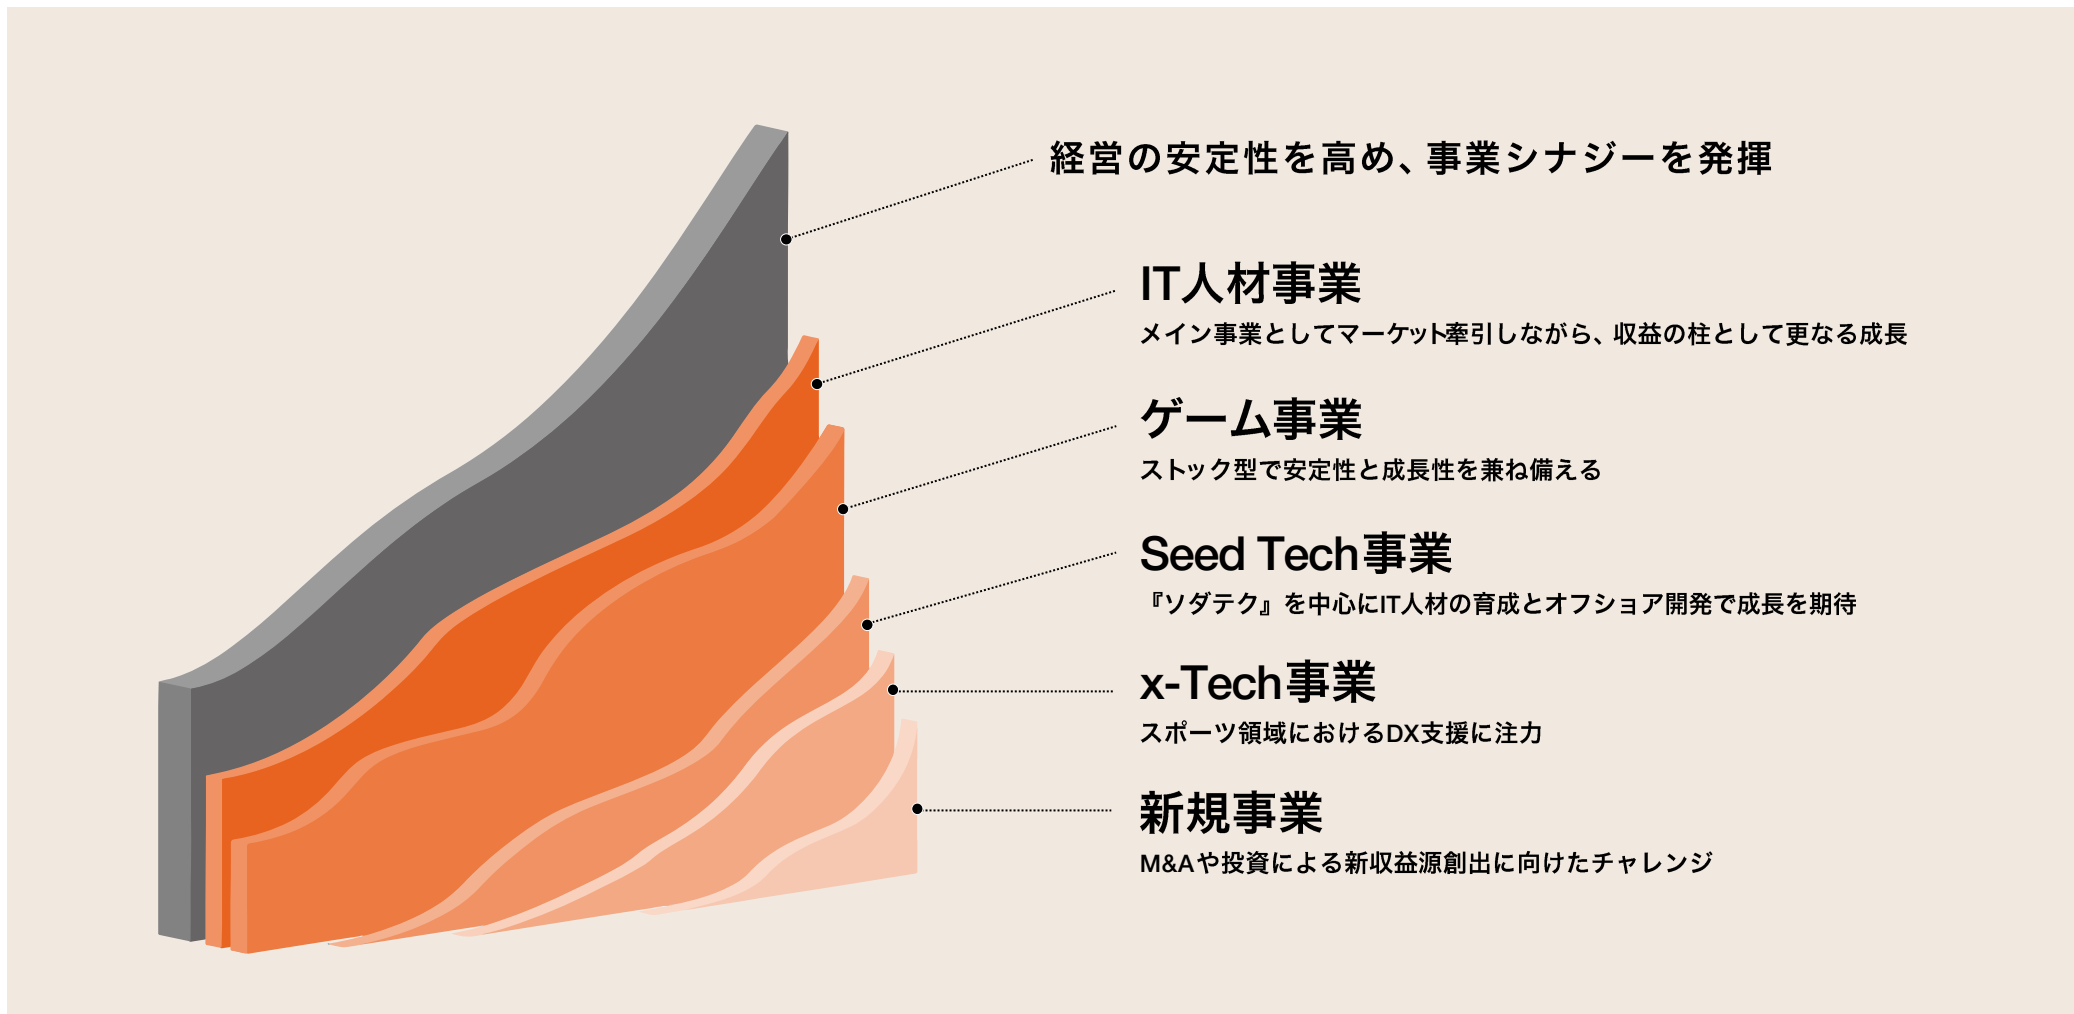 経営の安定性を高め、事業シナジーを発揮
IT人材事業
メイン事業としてマーケット牽引しながら、収益の柱として更なる成長
ゲーム事業
ストック型で安定性と成長性を兼ね備える
Seed Tech事業
『ソダテク』を中心にIT人材の育成とオフショア開発で成長を期待
x-Tech事業
スポーツ領域におけるDX支援に注力
新規事業
M&Aや投資による新収益源創出に向けたチャレンジ